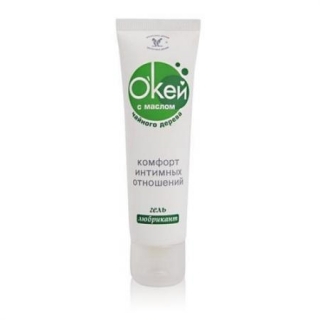 О'кей
с маслом
чайного дерева
комфорт
интимных
отношений
гель
любрикант